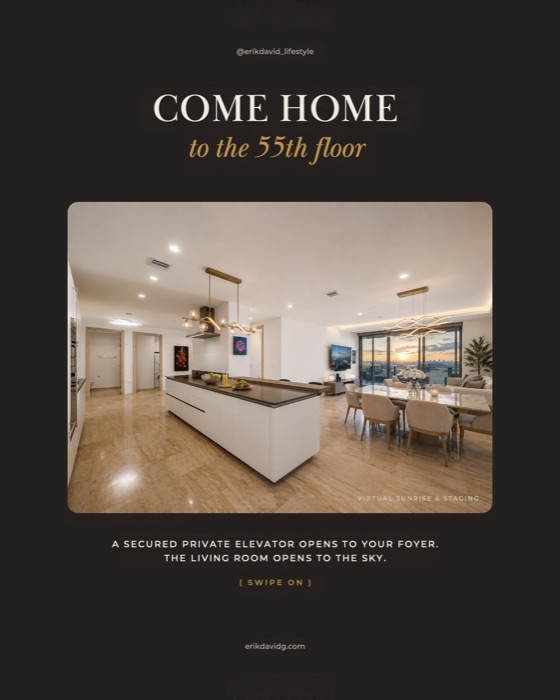 @erikdavid_lifestyle
COME HOME
to the 55th floor
VIRTUAL SUNRISE & STAGING
A SECURED PRIVATE ELEVATOR OPENS TO YOUR FOYER.
THE LIVING ROOM OPENS TO THE SKY.
( SWIPE ON )
erikdavidg.com